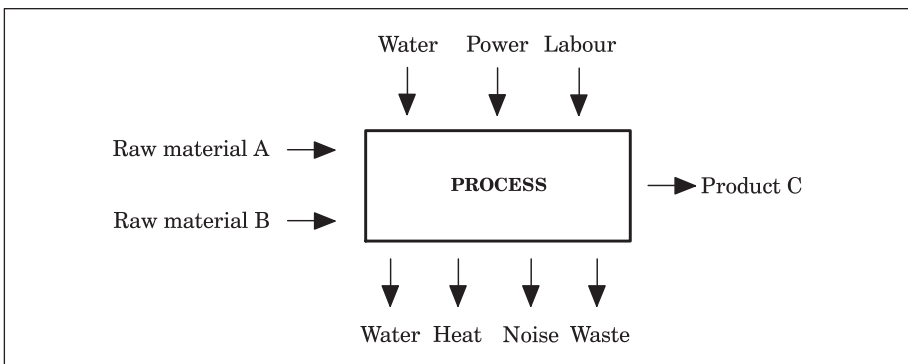 Water Power Labour
Raw material A
PROCESS
Product C
Raw material B
Water Heat Noise Waste